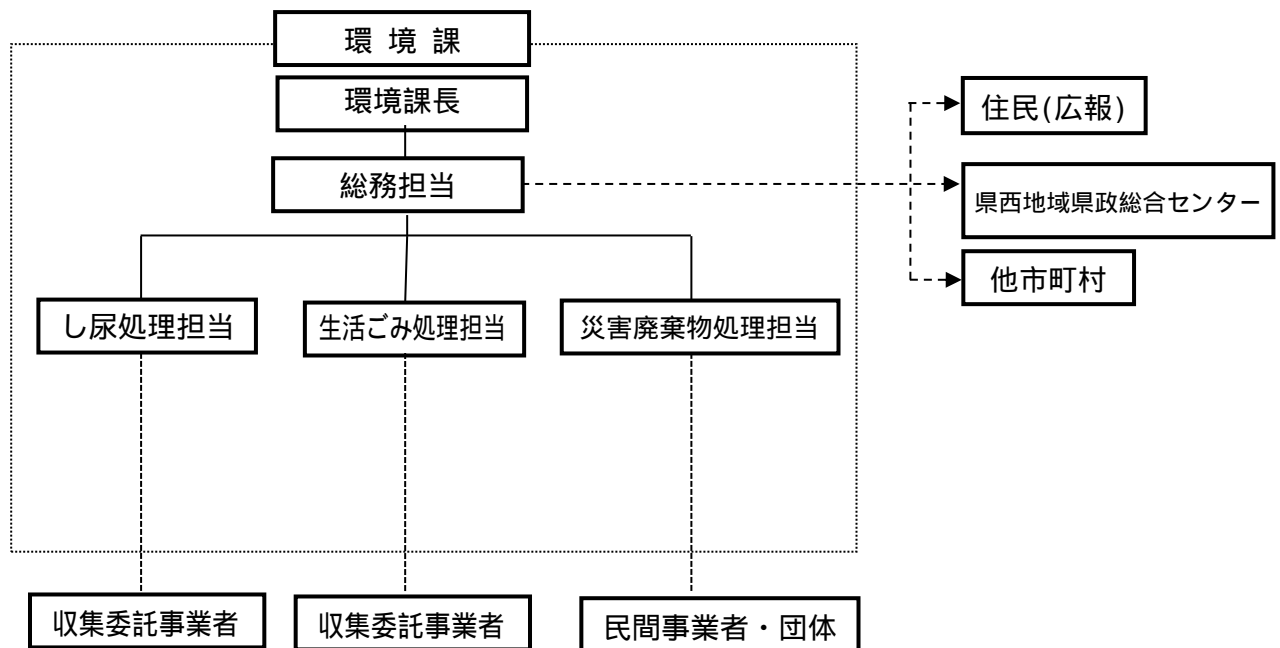 環 境 課
環境課長
総務担当
住民(広報)
県西地域県政総合センター
他市町村
し尿処理担当
生活ごみ処理担当
災害廃棄物処理担当
収集委託事業者
収集委託事業者
民間事業者・団体